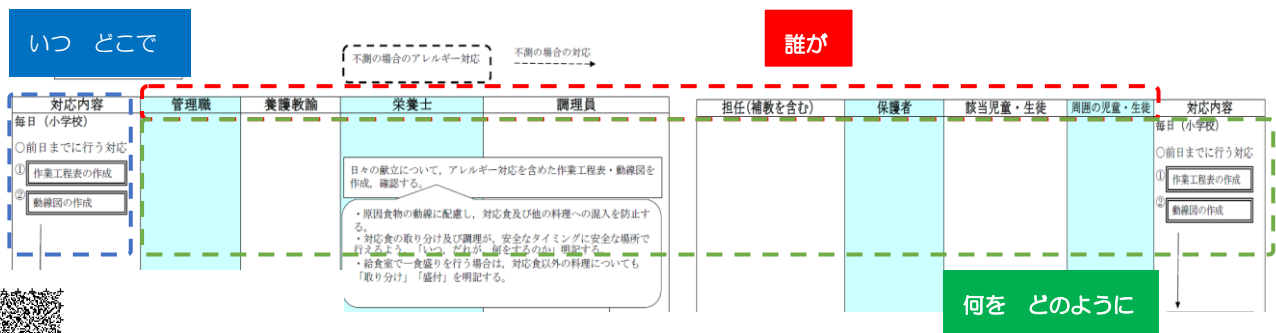 いつ　どこで
誰が
不測の場合のアレルギー対応
不測の場合の対応
対応内容
管理職
養護教諭
栄養士
調理員
担任(補教を含む)
保護者
該当児童・生徒
周囲の児童・生徒
対応内容
毎日（小学校）
○前日までに行う対応
①
作業工程表の作成
②
動線図の作成
日々の献立について，アレルギー対応を含めた作業工程表・動線図を
作成，確認する。
・原因食物の動線に配慮し，対応食及び他の料理への混入を防止す
る。
・対応食の取り分け及び調理が，安全なタイミングに安全な場所で
行えるよう，「いつ，だれが，何をするのか」明記する。
・給食室で一食盛りを行う場合は，対応食以外の料理についても
「取り分け」「盛付」を明記する。
毎日（小学校）
○前日までに行う対応
①
作業工程表の作成
②
動線図の作成
何を　どのように